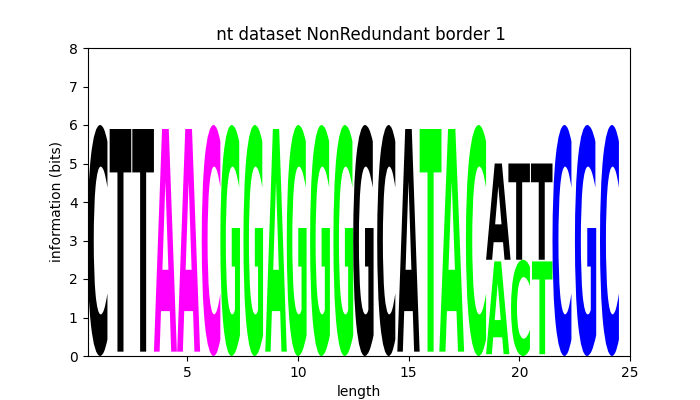 nt dataset NonRedundant border 1
information (bits)
8
7
6
5
4
3
2
1
0
CTTAACGGAGGGGCATACATTCGC
ACT
5
10
15
20
25
length